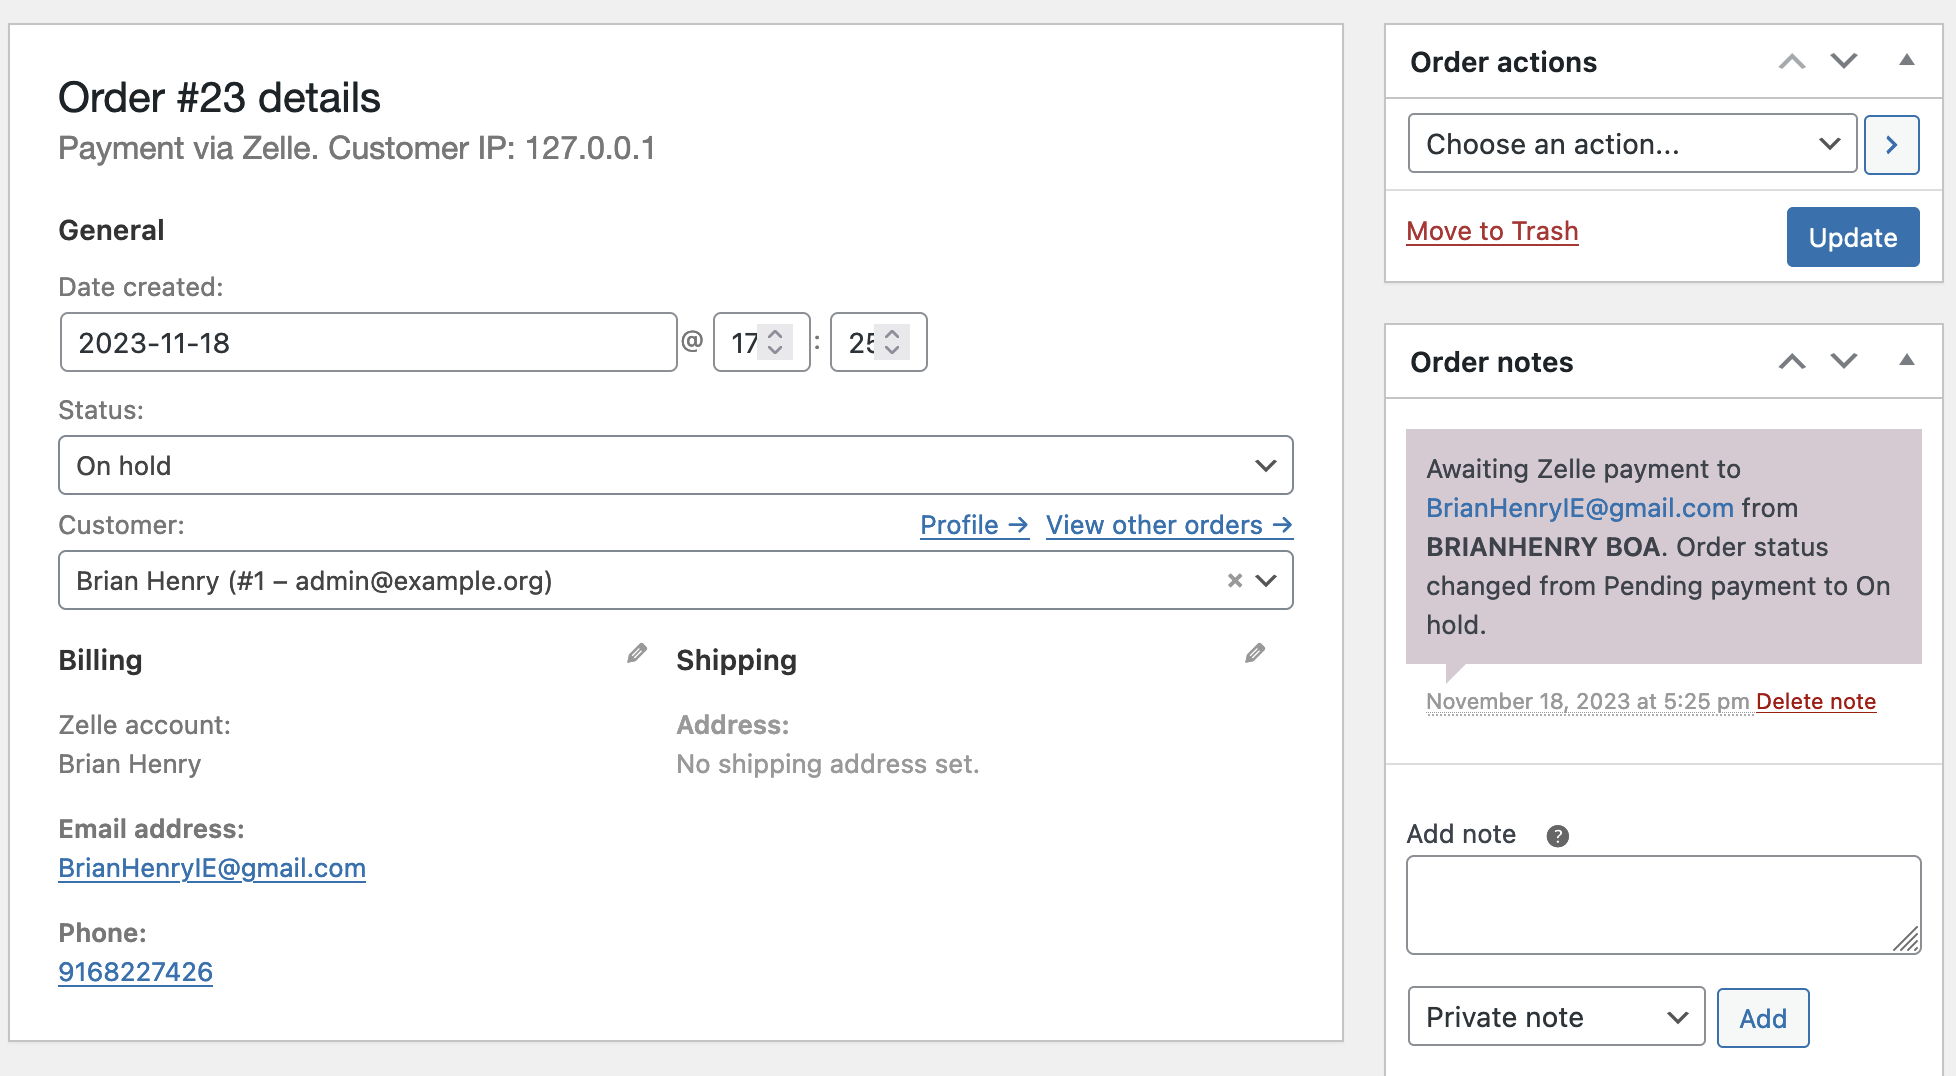 Order #23 details
Payment via Zelle. Customer IP: 127.0.0.1
General
Date created:
2023-11-18 @ 17 : 25
Status:
On hold
Customer: Profile → View other orders →
Brian Henry (#1 – admin@example.org) ×
Billing
Zelle account:
Brian Henry
Email address:
BrianHenryIE@gmail.com
Phone:
9168227426
Shipping
Address:
No shipping address set.
Order actions
Choose an action...
Move to Trash
Update
Order notes
Awaiting Zelle payment to
BrianHenryIE@gmail.com from
BRIANHENRY BOA. Order status
changed from Pending payment to On
hold.
November 18, 2023 at 5:25 pm Delete note
Add note ?
Private note
Add